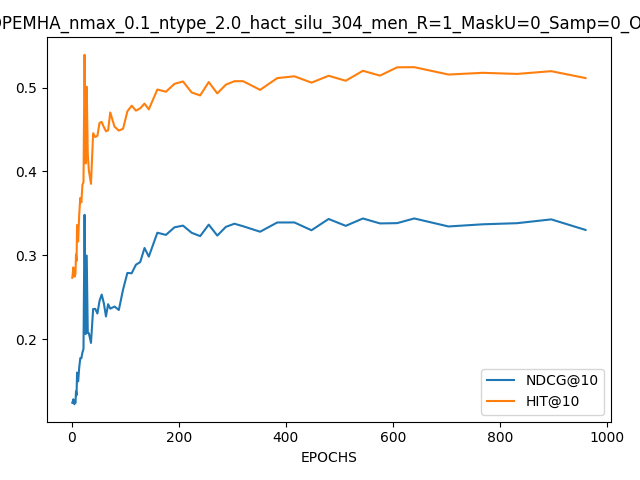 OPEMHA_nmax_0.1_ntype_2.0_hact_silu_304_men_R=1_MaskU=0_Samp=0_O
0.5
0.4
0.3
0.2
NDCG@10
HIT@10
0 200 400 600 800 1000
EPOCHS